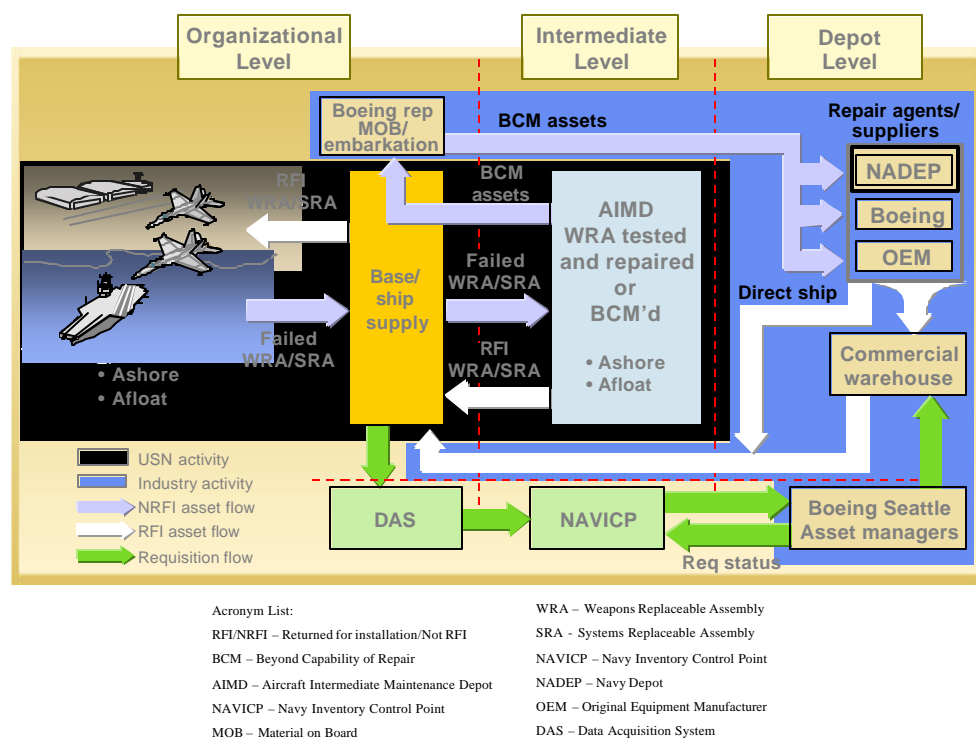 Organizational
Level
Intermediate
Level
Depot
Level
Boeing rep
MOB/
embarkation
BCM assets
Repair agents/
suppliers
NADEP
Boeing
OEM
RFI
WRA/SRA
BCM
assets
AIMD
WRA tested
and repaired
or
BCM'd
• Ashore
• Afloat
Base/
ship
supply
Failed
WRA/SRA
Failed
WRA/SRA
RFI
WRA/SRA
Direct ship
Commercial
warehouse
• Ashore
• Afloat
USN activity
Industry activity
NRFI asset flow
RFI asset flow
Requisition flow
DAS
NAVICP
Boeing Seattle
Asset managers
Req status
Acronym List:
RFI/NRFI – Returned for installation/Not RFI
BCM – Beyond Capability of Repair
AIMD – Aircraft Intermediate Maintenance Depot
NAVICP – Navy Inventory Control Point
MOB – Material on Board
WRA – Weapons Replaceable Assembly
SRA - Systems Replaceable Assembly
NAVICP – Navy Inventory Control Point
NADEP – Navy Depot
OEM – Original Equipment Manufacturer
DAS – Data Acquisition System